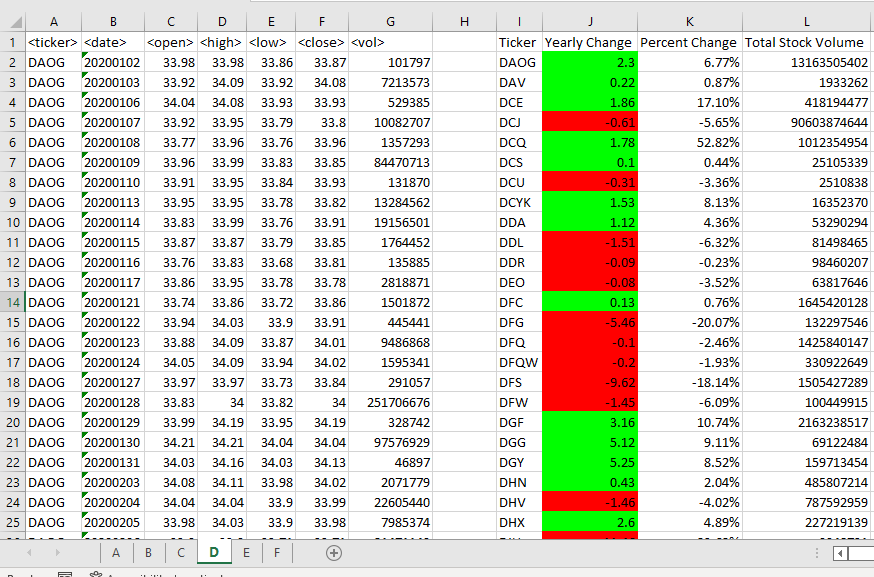 A B C D E F G H I J K L
1 <ticker> <date> <open> <high> <low> <close> <vol> Ticker Yearly Change Percent Change Total Stock Volume
2 DAOG 20200102 33.98 33.98 33.86 33.87 101797 DAOG 2.3 6.77% 13163505402
3 DAOG 20200103 33.92 34.09 33.92 34.08 7213573 DAV 0.22 0.87% 1933262
4 DAOG 20200106 34.04 34.08 33.93 33.93 529385 DCE 1.86 17.10% 418194477
5 DAOG 20200107 33.92 33.95 33.79 33.8 10082707 DCJ -0.61 -5.65% 90603874644
6 DAOG 20200108 33.77 33.96 33.76 33.96 1357293 DCQ 1.78 52.82% 1012354954
7 DAOG 20200109 33.96 33.99 33.83 33.85 84470713 DCS 0.1 0.44% 25105339
8 DAOG 20200110 33.91 33.95 33.84 33.93 131870 DCU -0.31 -3.36% 2510838
9 DAOG 20200113 33.95 33.95 33.78 33.82 13284562 DCYK 1.53 8.13% 16352370
10 DAOG 20200114 33.83 33.99 33.76 33.91 19156501 DDA 1.12 4.36% 53290294
11 DAOG 20200115 33.87 33.87 33.79 33.85 1764452 DDL -1.51 -6.32% 81498465
12 DAOG 20200116 33.76 33.83 33.68 33.81 135885 DDR -0.09 -0.23% 98460207
13 DAOG 20200117 33.86 33.95 33.78 33.78 2818871 DEO -0.08 -3.52% 63817646
14 DAOG 20200121 33.74 33.86 33.72 33.86 1501872 DFC 0.13 0.76% 1645420128
15 DAOG 20200122 33.94 34.03 33.9 33.91 445441 DFG -5.46 -20.07% 132297546
16 DAOG 20200123 33.88 34.09 33.87 34.01 9486868 DFQ -0.1 -2.46% 1425840147
17 DAOG 20200124 34.05 34.09 33.94 34.02 1595341 DFQW -0.2 -1.93% 330922649
18 DAOG 20200127 33.97 33.97 33.73 33.84 291057 DFS -9.62 -18.14% 1505427289
19 DAOG 20200128 33.83 34 33.82 34 251706676 DFW -1.45 -6.09% 100449915
20 DAOG 20200129 33.99 34.19 33.95 34.19 328742 DGF 3.16 10.74% 2163238517
21 DAOG 20200130 34.21 34.21 34.04 34.04 97576929 DGG 5.12 9.11% 69122484
22 DAOG 20200131 34.03 34.16 34.03 34.13 46897 DGY 5.25 8.52% 159713454
23 DAOG 20200203 34.08 34.11 33.98 34.02 2071779 DHN 0.43 2.04% 485807214
24 DAOG 20200204 34.04 34.04 33.9 33.99 22605440 DHV -1.46 -4.02% 787592959
25 DAOG 20200205 33.98 34.03 33.9 33.98 7985374 DHX 2.6 4.89% 227219139
A B C D E F